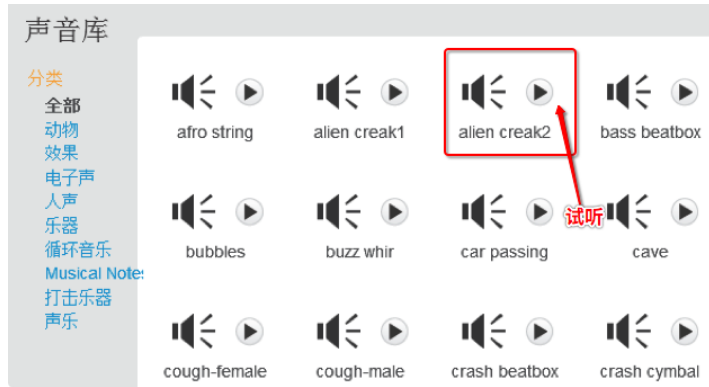 声音库
分类
全部
动物
效果
电子声
人声
乐器
循环音乐
Musical Notes
打击乐器
声乐
afro string
alien creak1
alien creak2
bass beatbox
试听
bubbles
buzz whir
car passing
cave
cough-female
cough-male
crash beatbox
crash cymbal